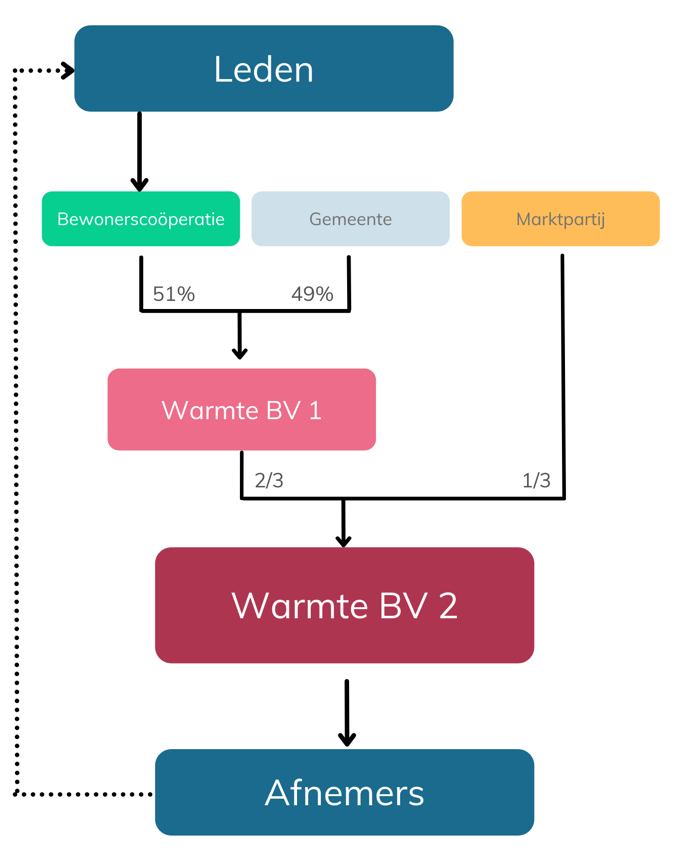 Leden
Bewonerscoöperatie
Gemeente
Marktpartij
51%
49%
Warmte BV 1
2/3
1/3
Warmte BV 2
Afnemers